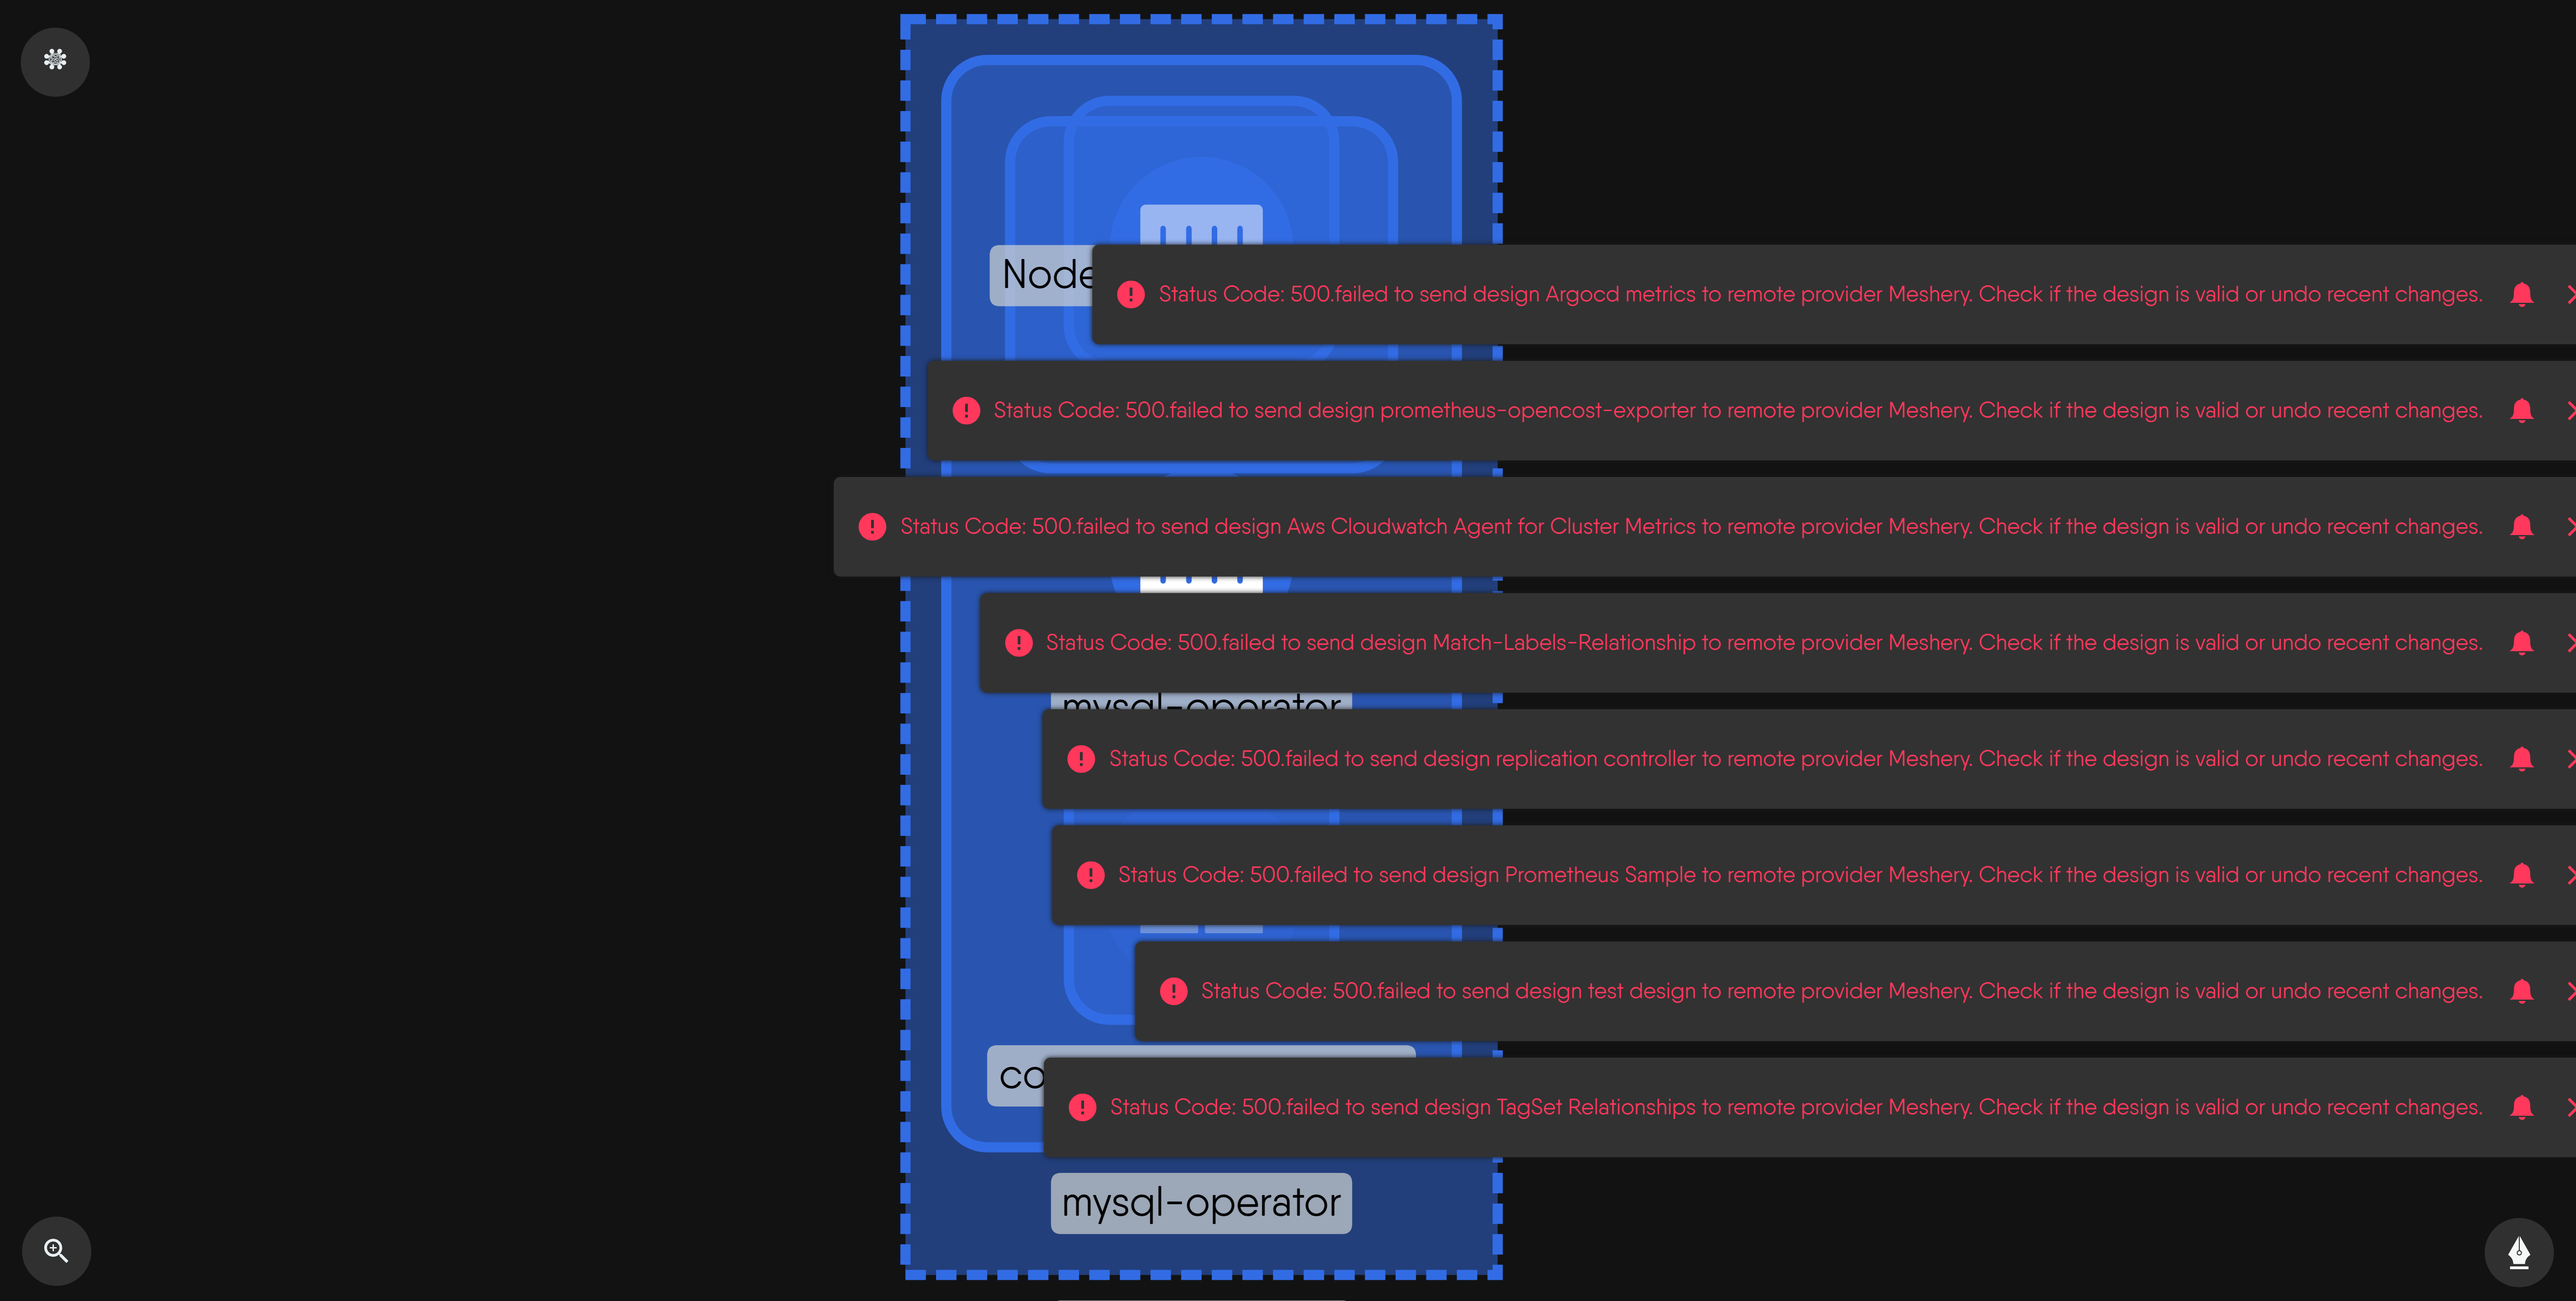 Node
Status Code: 500.failed to send design Argocd metrics to remote provider Meshery. Check if the design is valid or undo recent changes.
Status Code: 500.failed to send design prometheus-opencost-exporter to remote provider Meshery. Check if the design is valid or undo recent changes.
Status Code: 500.failed to send design Aws Cloudwatch Agent for Cluster Metrics to remote provider Meshery. Check if the design is valid or undo recent changes.
Status Code: 500.failed to send design Match-Labels-Relationship to remote provider Meshery. Check if the design is valid or undo recent changes.
mysql-operator
Status Code: 500.failed to send design replication controller to remote provider Meshery. Check if the design is valid or undo recent changes.
Status Code: 500.failed to send design Prometheus Sample to remote provider Meshery. Check if the design is valid or undo recent changes.
Status Code: 500.failed to send design test design to remote provider Meshery. Check if the design is valid or undo recent changes.
co
Status Code: 500.failed to send design TagSet Relationships to remote provider Meshery. Check if the design is valid or undo recent changes.
mysql-operator